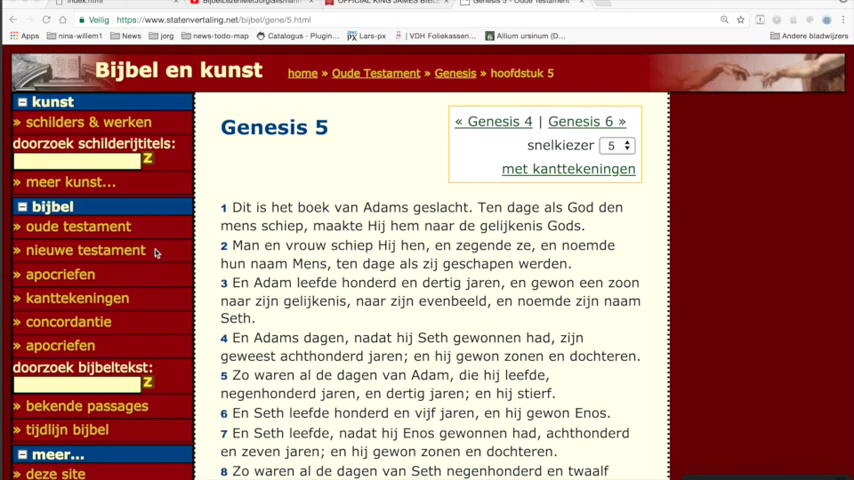 index.html
OFFICIAL KING JAMES BIBL
Genesis 5 - Oude Testament
Veilig https://www.statenvertaling.net/bijbel/gene/5.html
Apps nina-willem1 News jorg news-todo-map Catalogus - Plugin... Lars-px VDH Foliekassen... Allium ursinum (D... Andere bladwijzers
Bijbel en kunst
home » Oude Testament » Genesis » hoofdstuk 5
kunst
» schilders & werken
doorzoek schilderijtitels:
Z
» meer kunst...
bijbel
» oude testament
» nieuwe testament
» apocriefen
» kanttekeningen
» concordantie
» apocriefen
doorzoek bijbeltekst:
Z
» bekende passages
» tijdlijn bijbel
meer...
» deze site
Genesis 5
« Genesis 4 | Genesis 6 »
snelkiezer 5
met kanttekeningen
1 Dit is het boek van Adams geslacht. Ten dage als God den
mens schiep, maakte Hij hem naar de gelijkenis Gods.
2 Man en vrouw schiep Hij hen, en zegende ze, en noemde
hun naam Mens, ten dage als zij geschapen werden.
3 En Adam leefde honderd en dertig jaren, en gewon een zoon
naar zijn gelijkenis, naar zijn evenbeeld, en noemde zijn naam
Seth.
4 En Adams dagen, nadat hij Seth gewonnen had, zijn
geweest achthonderd jaren; en hij gewon zonen en dochteren.
5 Zo waren al de dagen van Adam, die hij leefde,
negenhonderd jaren, en dertig jaren; en hij stierf.
6 En Seth leefde honderd en vijf jaren, en hij gewon Enos.
7 En Seth leefde, nadat hij Enos gewonnen had, achthonderd
en zeven jaren; en hij gewon zonen en dochteren.
8 Zo waren al de dagen van Seth negenhonderd en twaalf